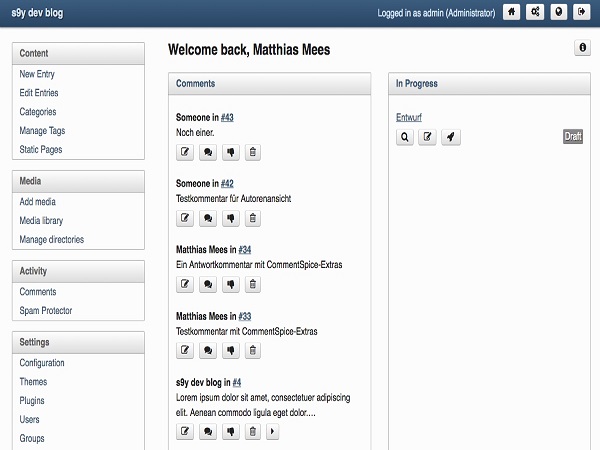 s9y dev blog
Logged in as admin (Administrator)
Content
New Entry
Edit Entries
Categories
Manage Tags
Static Pages
Media
Add media
Media library
Manage directories
Activity
Comments
Spam Protector
Settings
Configuration
Themes
Plugins
Users
Groups
Welcome back, Matthias Mees
Comments
Someone in #43
Noch einer.
Someone in #42
Testkommentar für Autorenansicht
Matthias Mees in #34
Ein Antwortkommentar mit CommentSpice-Extras
Matthias Mees in #33
Testkommentar mit CommentSpice-Extras
s9y dev blog in #4
Lorem ipsum dolor sit amet, consectetuer adipiscing
elit. Aenean commodo ligula eget dolor....
In Progress
Entwurf
Draft